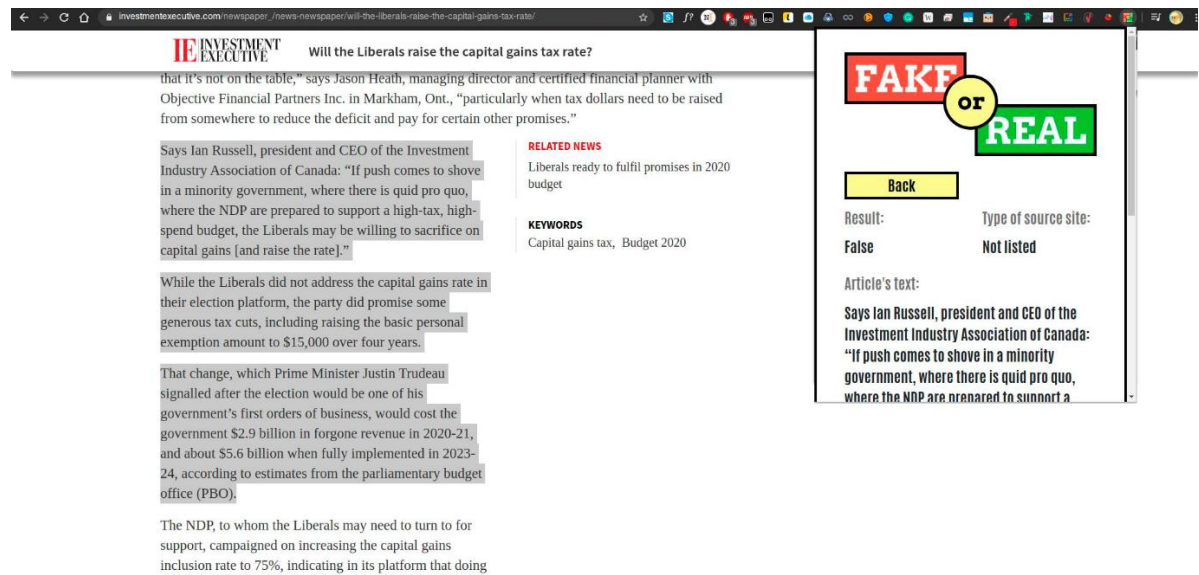 investmentexecutive.com/newspaper_/news-newspaper/will-the-liberals-raise-the-capital-gains-tax-rate/
IE INVESTMENT EXECUTIVE
Will the Liberals raise the capital gains tax rate?
that it's not on the table,” says Jason Heath, managing director and certified financial planner with
Objective Financial Partners Inc. in Markham, Ont., “particularly when tax dollars need to be raised
from somewhere to reduce the deficit and pay for certain other promises.”
Says Ian Russell, president and CEO of the Investment
Industry Association of Canada: “If push comes to shove
in a minority government, where there is quid pro quo,
where the NDP are prepared to support a high-tax, high-
spend budget, the Liberals may be willing to sacrifice on
capital gains [and raise the rate].”
While the Liberals did not address the capital gains rate in
their election platform, the party did promise some
generous tax cuts, including raising the basic personal
exemption amount to $15,000 over four years.
That change, which Prime Minister Justin Trudeau
signalled after the election would be one of his
government's first orders of business, would cost the
government $2.9 billion in forgone revenue in 2020-21,
and about $5.6 billion when fully implemented in 2023-
24, according to estimates from the parliamentary budget
office (PBO).
The NDP, to whom the Liberals may need to turn to for
support, campaigned on increasing the capital gains
inclusion rate to 75%, indicating in its platform that doing
RELATED NEWS
Liberals ready to fulfil promises in 2020
budget
KEYWORDS
Capital gains tax, Budget 2020
FAKE
or
REAL
Back
Result:
Type of source site:
False
Not listed
Article's text:
Says Ian Russell, president and CEO of the
Investment Industry Association of Canada:
“If push comes to shove in a minority
government, where there is quid pro quo,
where the NDP are prepared to support a